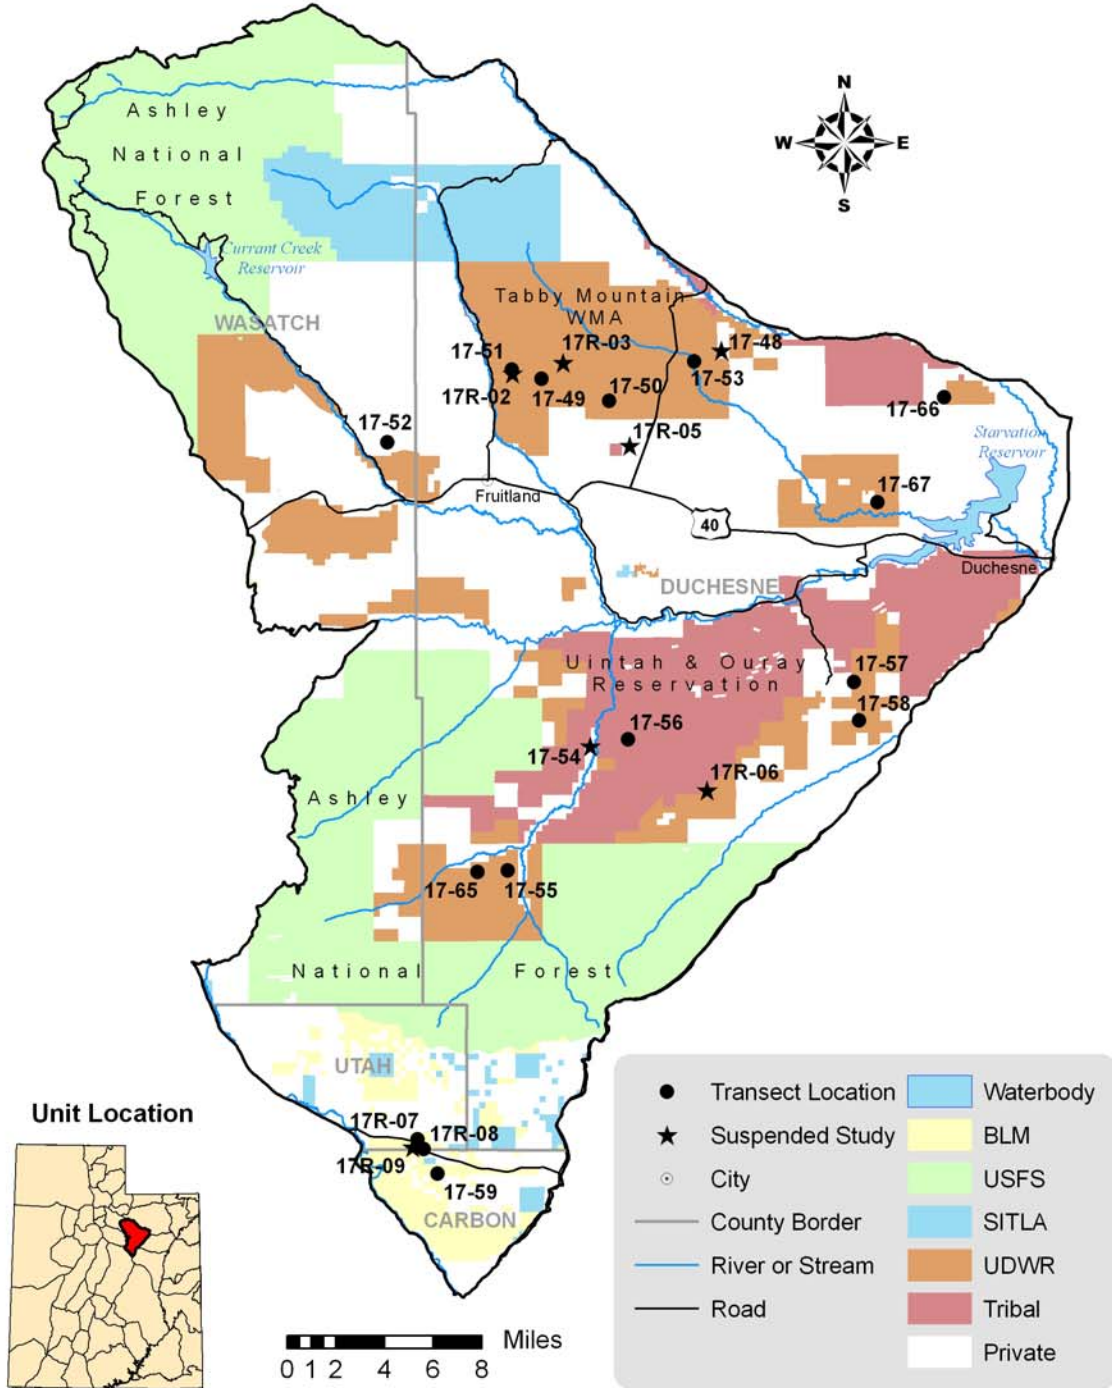 Ashley
National
Forest
N
W
E
S
Currant Creek
Reservoir
WASATCH
Tabby Mountain
WMA
17-51
17R-03
17-48
17R-02
17-49
17-50
17-53
17-66
17-52
17R-05
Starvation
Reservoir
Fruitland
17-67
40
DUCHESNE
Duchesne
Uintah & Ouray
Reservation
17-57
17-58
17-56
17-54
17R-06
Ashley
17-65
17-55
National Forest
UTAH
17R-07
17R-08
17R-09
17-59
CARBON
Unit Location
Miles
0 1 2 4 6 8
Transect Location
Suspended Study
City
County Border
River or Stream
Road
Waterbody
BLM
USFS
SITLA
UDWR
Tribal
Private